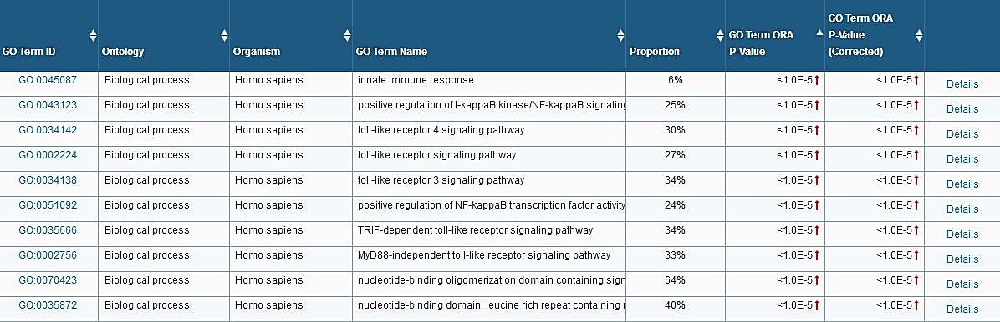 GO Term ID Ontology Organism GO Term Name Proportion GO Term ORA P-Value GO Term ORA P-Value (Corrected)
GO:0045087 Biological process Homo sapiens innate immune response 6% <1.0E-5 <1.0E-5 Details
GO:0043123 Biological process Homo sapiens positive regulation of I-kappaB kinase/NF-kappaB signaling 25% <1.0E-5 <1.0E-5 Details
GO:0034142 Biological process Homo sapiens toll-like receptor 4 signaling pathway 30% <1.0E-5 <1.0E-5 Details
GO:0002224 Biological process Homo sapiens toll-like receptor signaling pathway 27% <1.0E-5 <1.0E-5 Details
GO:0034138 Biological process Homo sapiens toll-like receptor 3 signaling pathway 34% <1.0E-5 <1.0E-5 Details
GO:0051092 Biological process Homo sapiens positive regulation of NF-kappaB transcription factor activity 24% <1.0E-5 <1.0E-5 Details
GO:0035666 Biological process Homo sapiens TRIF-dependent toll-like receptor signaling pathway 34% <1.0E-5 <1.0E-5 Details
GO:0002756 Biological process Homo sapiens MyD88-independent toll-like receptor signaling pathway 33% <1.0E-5 <1.0E-5 Details
GO:0070423 Biological process Homo sapiens nucleotide-binding oligomerization domain containing sign 64% <1.0E-5 <1.0E-5 Details
GO:0035872 Biological process Homo sapiens nucleotide-binding domain, leucine rich repeat containing 40% <1.0E-5 <1.0E-5 Details